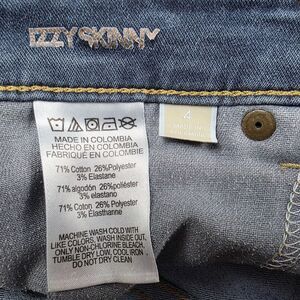 IZZY SKINNY
4
MADE IN COLOMBIA
HECHO EN COLOMBIA
FABRIQUÉ EN COLOMBIE
71% Cotton 26%Polyester
3% Elastane
71% algodón 26%poliéster
3% elastano
71% Coton 26% Polyester
3% Élasthanne
MACHINE WASH COLD WITH
LIKE COLORS, WASH INSIDE OUT,
ONLY NON-CHLORINE BLEACH,
TUMBLE DRY LOW, COOL IRON
DO NOT DRY CLEAN